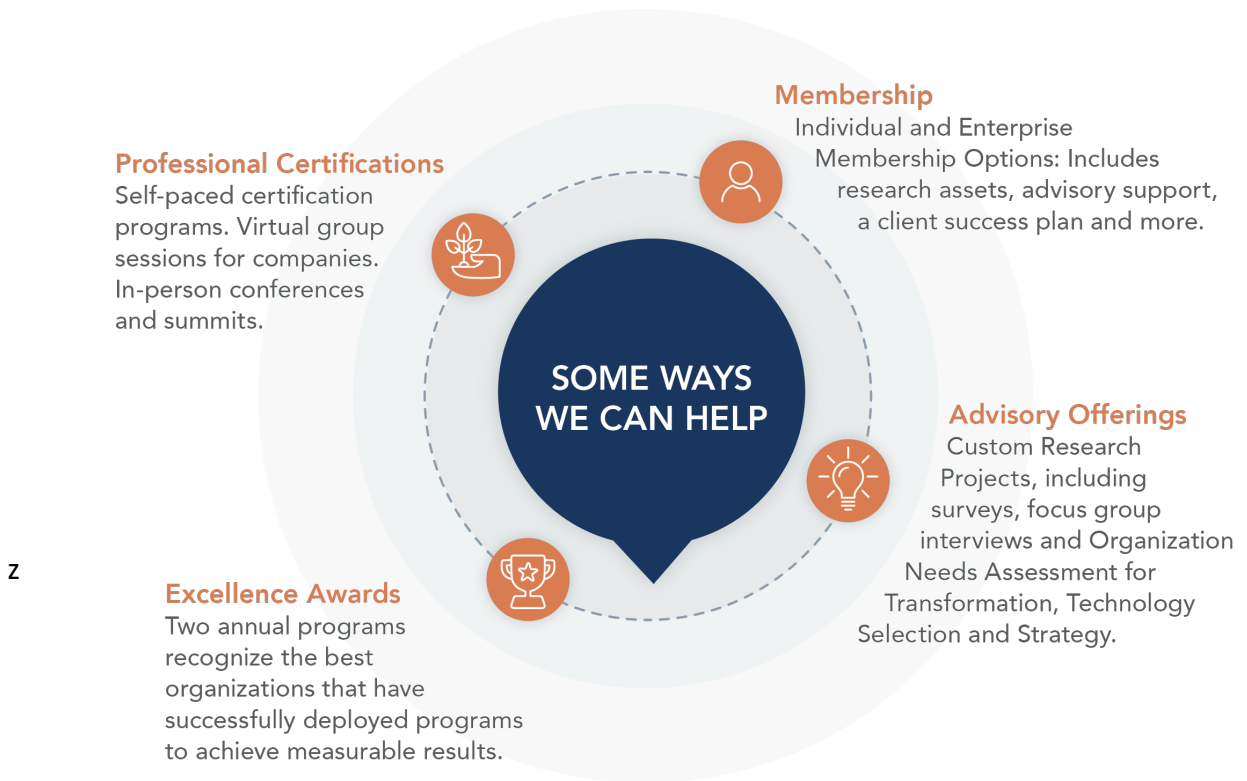 SOME WAYS
WE CAN HELP
Membership
Individual and Enterprise
Membership Options: Includes
research assets, advisory support,
a client success plan and more.
Advisory Offerings
Custom Research
Projects, including
surveys, focus group
interviews and Organization
Needs Assessment for
Transformation, Technology
Selection and Strategy.
Excellence Awards
Two annual programs
recognize the best
organizations that have
successfully deployed programs
to achieve measurable results.
Professional Certifications
Self-paced certification
programs. Virtual group
sessions for companies.
In-person conferences
and summits.
z